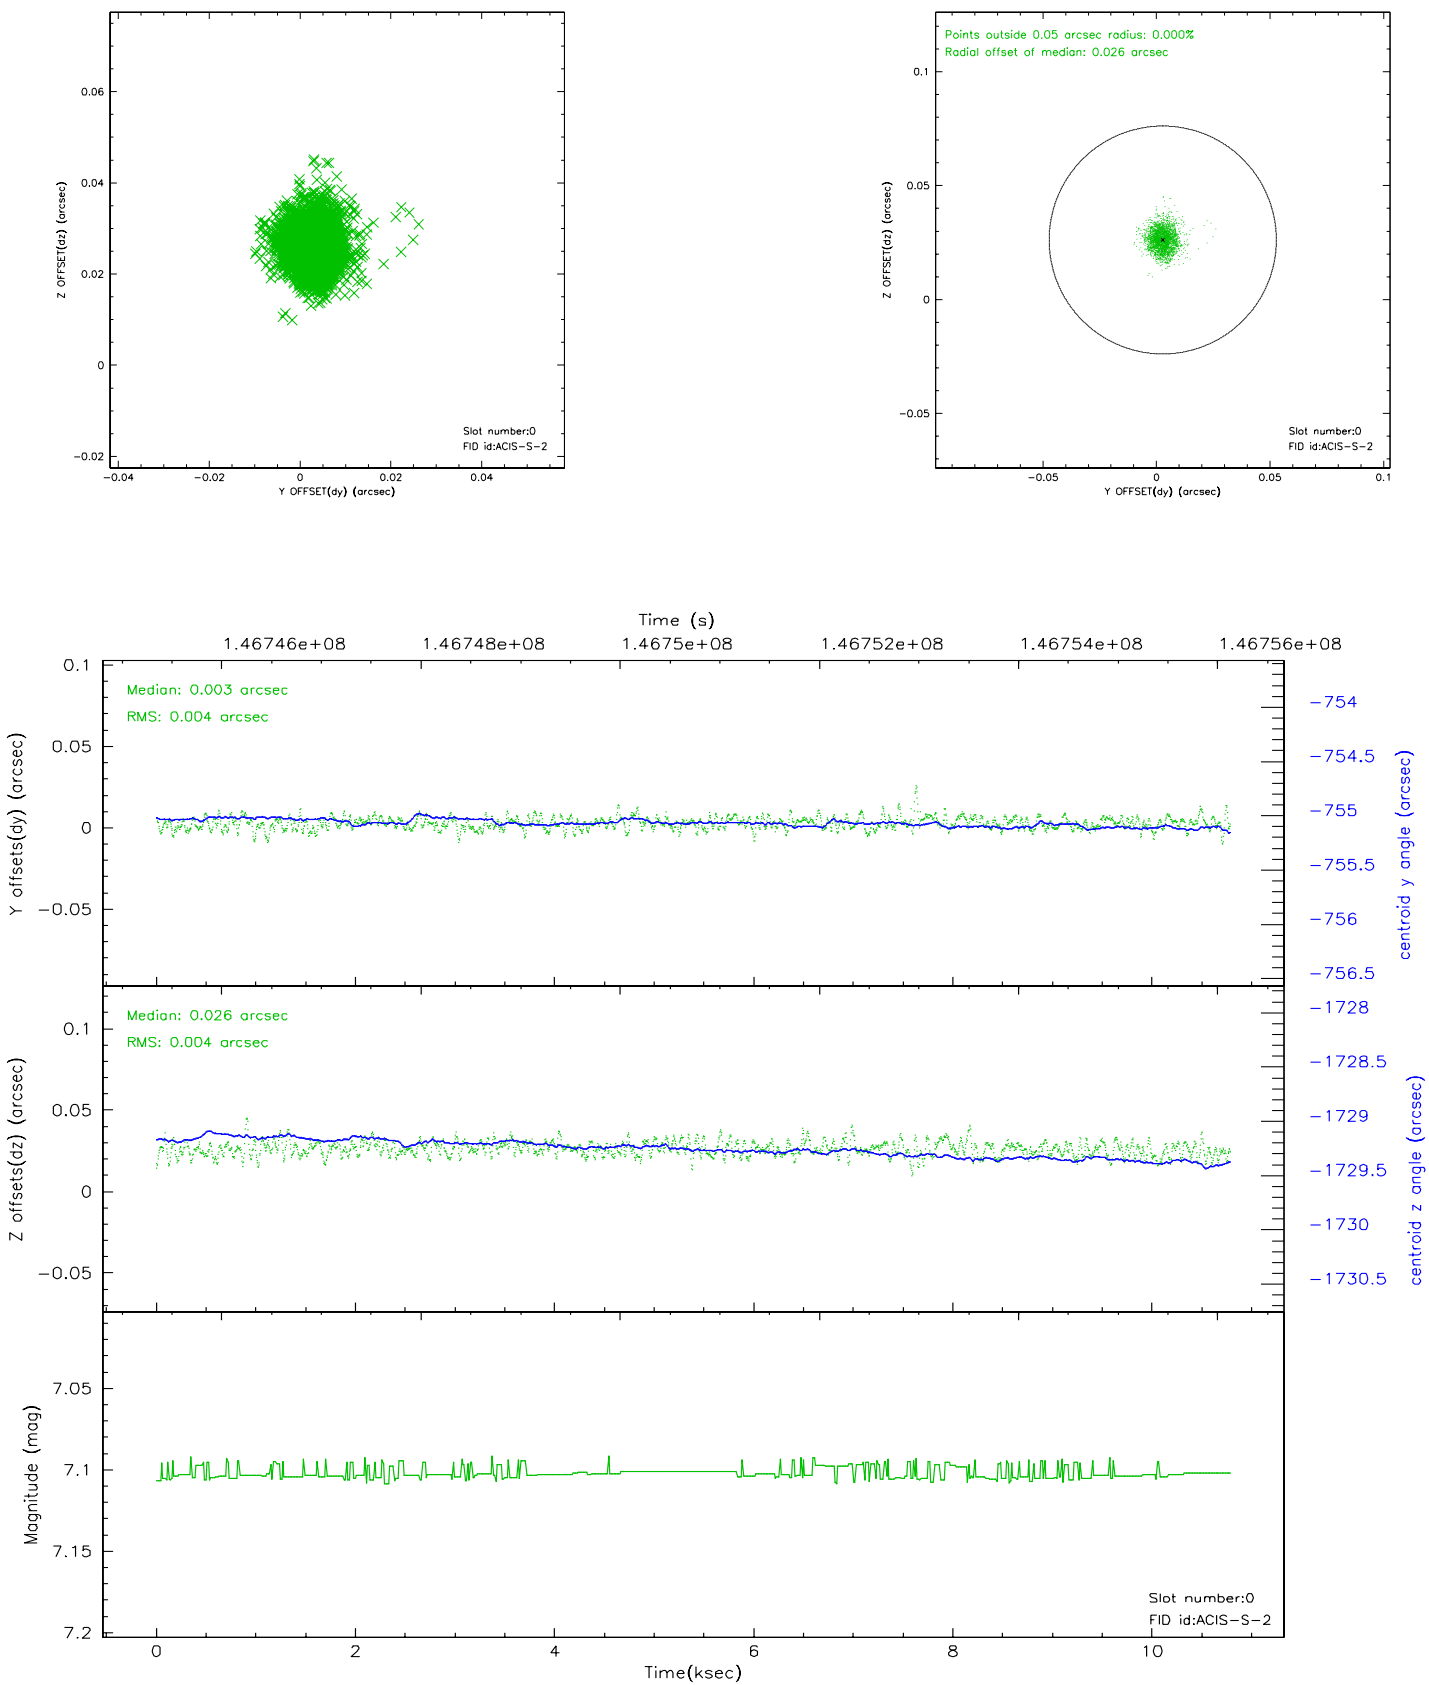 0.06
0.04
0.02
0
−0.02
Z OFFSET(dz) (arcsec)
Slot number:0
FID id:ACIS−S−2
−0.04
−0.02
0
0.02
0.04
Y OFFSET(dy) (arcsec)
Points outside 0.05 arcsec radius: 0.000%
Radial offset of median: 0.026 arcsec
0.1
0.05
0
−0.05
Z OFFSET(dz) (arcsec)
Slot number:0
FID id:ACIS−S−2
−0.05
0
0.05
0.1
Y OFFSET(dy) (arcsec)
Time (s)
1.46746e+08
1.46748e+08
1.4675e+08
1.46752e+08
1.46754e+08
1.46756e+08
0.1
0.05
0
−0.05
Y offsets(dy) (arcsec)
Median: 0.003 arcsec
RMS: 0.004 arcsec
−754
−754.5
−755
−755.5
−756
−756.5
centroid y angle (arcsec)
0.1
0.05
0
−0.05
Z offsets(dz) (arcsec)
Median: 0.026 arcsec
RMS: 0.004 arcsec
−1728
−1728.5
−1729
−1729.5
−1730
−1730.5
centroid z angle (arcsec)
7.05
7.1
7.15
7.2
Magnitude (mag)
Slot number:0
FID id:ACIS−S−2
0
2
4
6
8
10
Time(ksec)